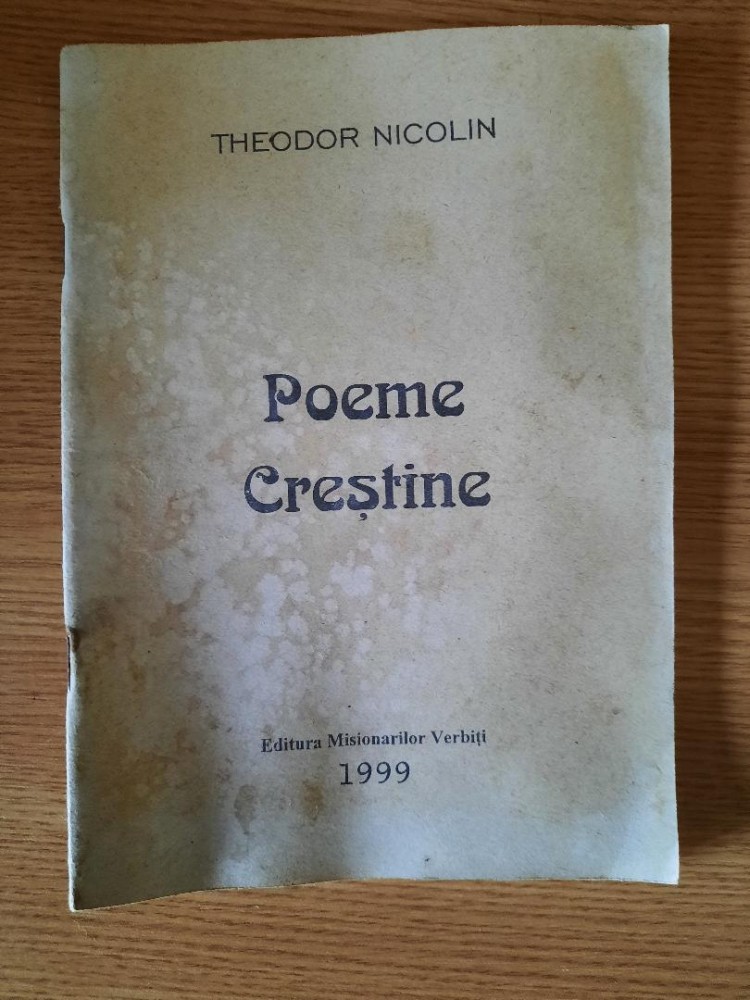 THEODOR NICOLIN
Poeme
Creștine
Editura Misionarilor Verbiți
1999